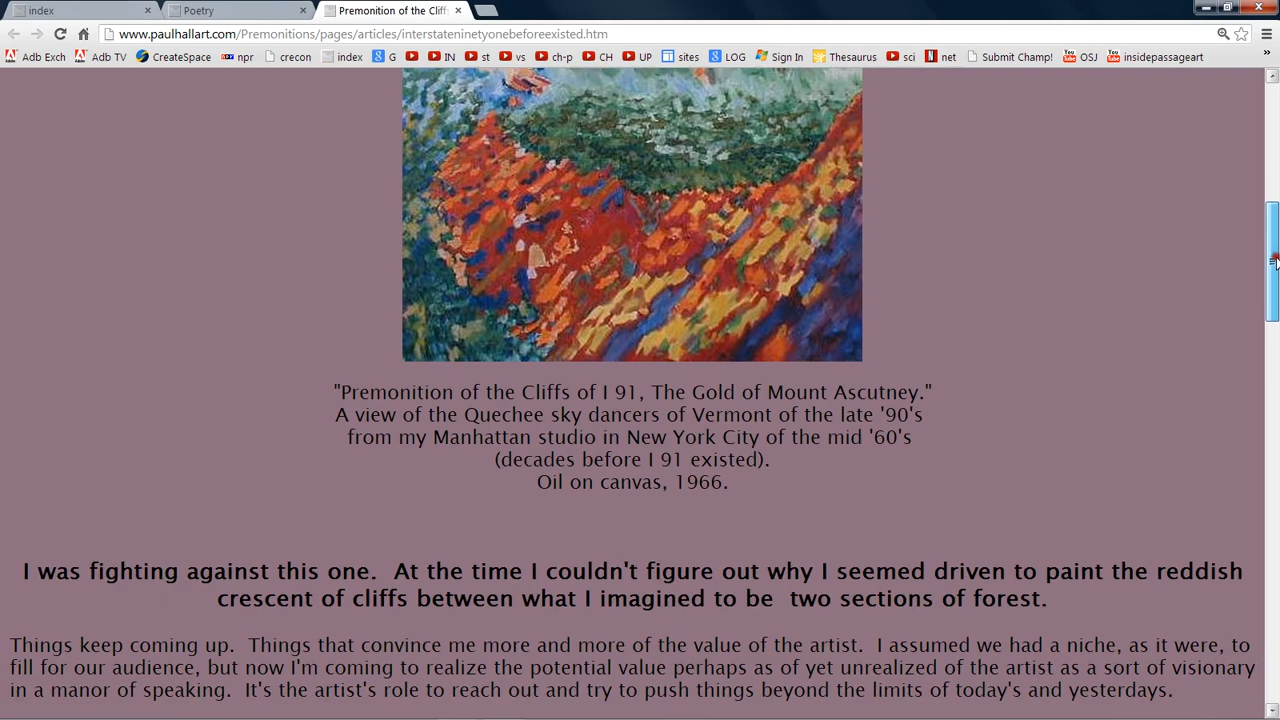 index
Poetry
Premonition of the Cliffs
www.paulhallart.com/Premonitions/pages/articles/interstateninetyonebeforeexisted.htm
Adb Exch Adb TV CreateSpace npr crecon index G IN st vs ch-p CH UP sites LOG Sign In Thesaurus sci net Submit Champ! OSJ insidepassageart
"Premonition of the Cliffs of I 91, The Gold of Mount Ascutney."
A view of the Quechee sky dancers of Vermont of the late '90's
from my Manhattan studio in New York City of the mid '60's
(decades before I 91 existed).
Oil on canvas, 1966.
I was fighting against this one.  At the time I couldn't figure out why I seemed driven to paint the reddish
crescent of cliffs between what I imagined to be  two sections of forest.
Things keep coming up.  Things that convince me more and more of the value of the artist.  I assumed we had a niche, as it were, to
fill for our audience, but now I'm coming to realize the potential value perhaps as of yet unrealized of the artist as a sort of visionary
in a manor of speaking.  It's the artist's role to reach out and try to push things beyond the limits of today's and yesterdays.